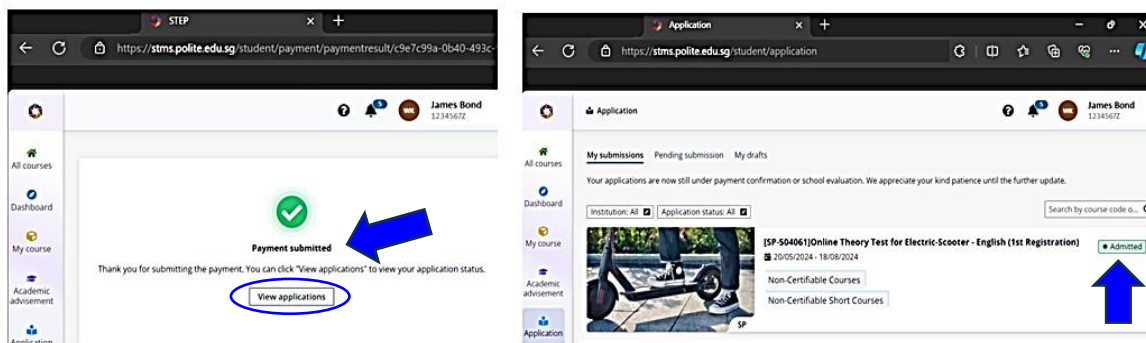 STEP
https://stms.polite.edu.sg/student/payment/paymentresult/c9e7c99a-0b40-493c-
5
WK
James Bond
1234567Z
All courses
Dashboard
My course
Academic
advisement
Application
Payment submitted
Thank you for submitting the payment. You can click "View applications" to view your application status.
View applications
Application
https://stms.polite.edu.sg/student/application
Application
5
WK
James Bond
1234567Z
All courses
Dashboard
My course
Academic
advisement
Application
My submissions Pending submission My drafts
Your applications are now still under payment confirmation or school evaluation. We appreciate your kind patience until the further update.
Institution: All Application status: All
Search by course code o...
[SP-504061]Online Theory Test for Electric-Scooter - English (1st Registration)
Admitted
20/05/2024 - 18/08/2024
Non-Certifiable Courses
Non-Certifiable Short Courses
SP